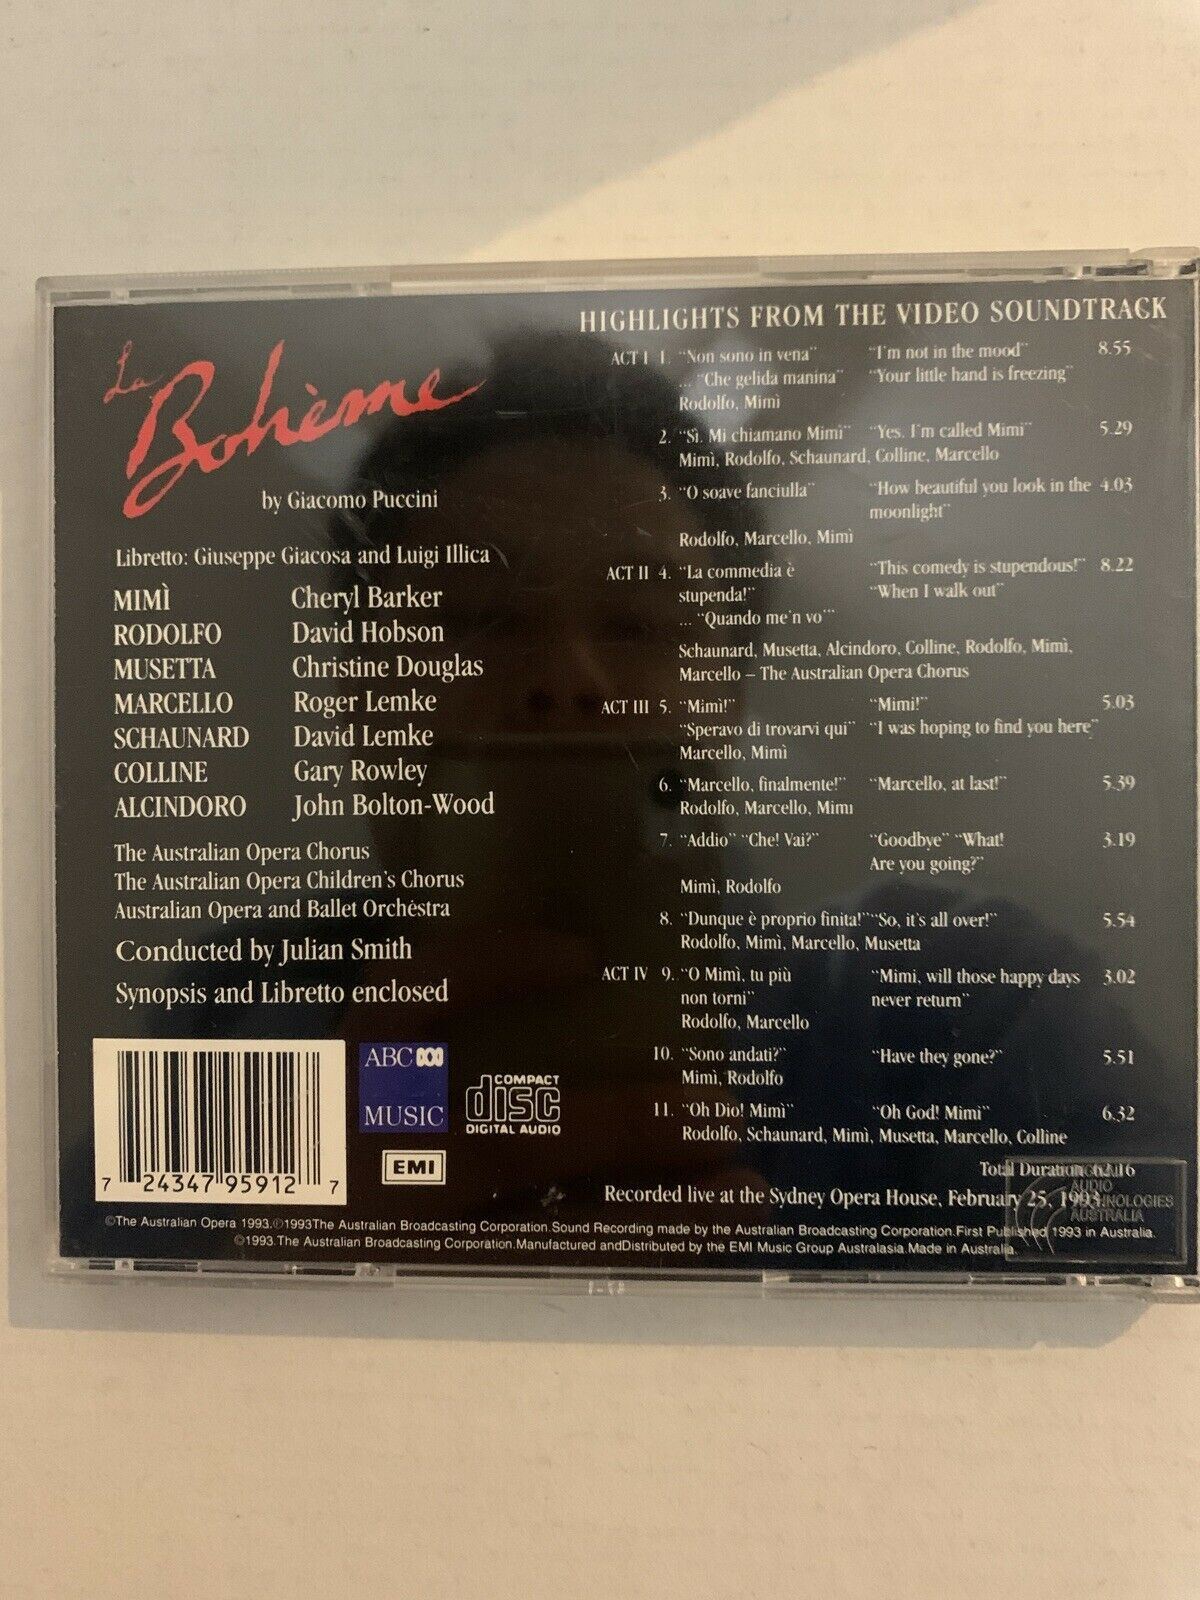 La
Bohème
by Giacomo Puccini
Libretto: Giuseppe Giacosa and Luigi Illica
MIMÌ Cheryl Barker
RODOLFO David Hobson
MUSETTA Christine Douglas
MARCELLO Roger Lemke
SCHAUNARD David Lemke
COLLINE Gary Rowley
ALCINDORO John Bolton-Wood
The Australian Opera Chorus
The Australian Opera Children's Chorus
Australian Opera and Ballet Orchestra
Conducted by Julian Smith
Synopsis and Libretto enclosed
7 24347 95912 7
ABC
MUSIC
COMPACT
disc
DIGITAL AUDIO
EMI
HIGHLIGHTS FROM THE VIDEO SOUNDTRACK
ACT I 1. "Non sono in vena" "I'm not in the mood" 8.55
... "Che gelida manina" "Your little hand is freezing"
Rodolfo, Mimì
2. "Sì. Mi chiamano Mimì" "Yes. I'm called Mimì" 5.29
Mimì, Rodolfo, Schaunard, Colline, Marcello
3. "O soave fanciulla" "How beautiful you look in the 4.03
moonlight"
Rodolfo, Marcello, Mimì
ACT II 4. "La commedia è "This comedy is stupendous!" 8.22
stupenda!" "When I walk out"
... "Quando me'n vo'"
Schaunard, Musetta, Alcindoro, Colline, Rodolfo, Mimì,
Marcello – The Australian Opera Chorus
ACT III 5. "Mimì!" "Mimì!" 5.03
"Speravo di trovarvi qui" "I was hoping to find you here"
Marcello, Mimì
6. "Marcello, finalmente!" "Marcello, at last!" 5.39
Rodolfo, Marcello, Mimì
7. "Addio" "Che! Vai?" "Goodbye" "What! 3.19
Are you going?"
Mimì, Rodolfo
8. "Dunque è proprio finita!" "So, it's all over!" 5.54
Rodolfo, Mimì, Marcello, Musetta
ACT IV 9. "O Mimì, tu più "Mimi, will those happy days 3.02
non torni" never return"
Rodolfo, Marcello
10. "Sono andati?" "Have they gone?" 5.51
Mimì, Rodolfo
11. "Oh Dio! Mimì" "Oh God! Mimì" 6.32
Rodolfo, Schaunard, Mimì, Musetta, Marcello, Colline
Total Duration 62.16
Recorded live at the Sydney Opera House, February 25, 1993.
AUDIO
TECHNOLOGIES
AUSTRALIA
©The Australian Opera 1993.℗1993The Australian Broadcasting Corporation.Sound Recording made by the Australian Broadcasting Corporation.First Published 1993 in Australia.
©1993.The Australian Broadcasting Corporation.Manufactured andDistributed by the EMI Music Group Australasia.Made in Australia.